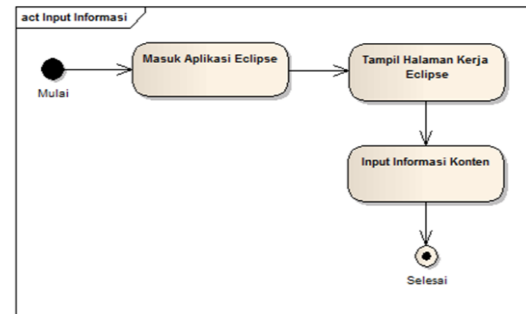 act Input Informasi
Mulai
Masuk Aplikasi Eclipse
Tampil Halaman Kerja
Eclipse
Input Informasi Konten
Selesai